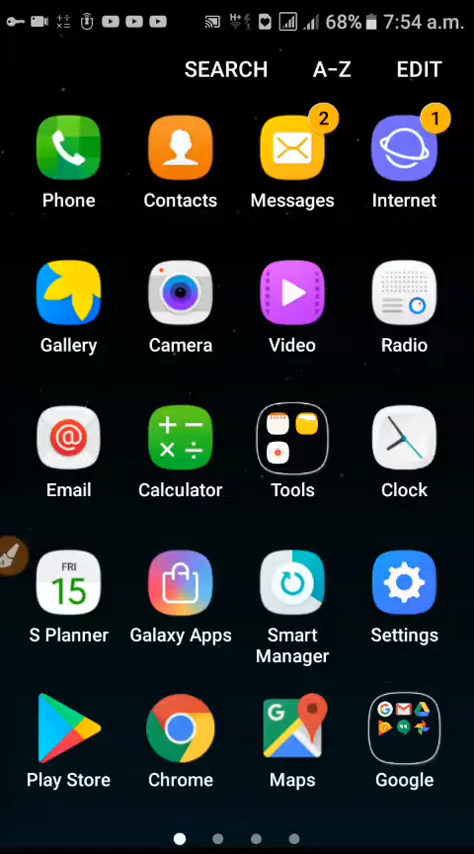 H+ 68% 7:54 a.m.
SEARCH A-Z EDIT
2 1
Phone Contacts Messages Internet
Gallery Camera Video Radio
@
Email Calculator Tools Clock
FRI
15
S Planner Galaxy Apps Smart Manager Settings
G
G
Play Store Chrome Maps Google